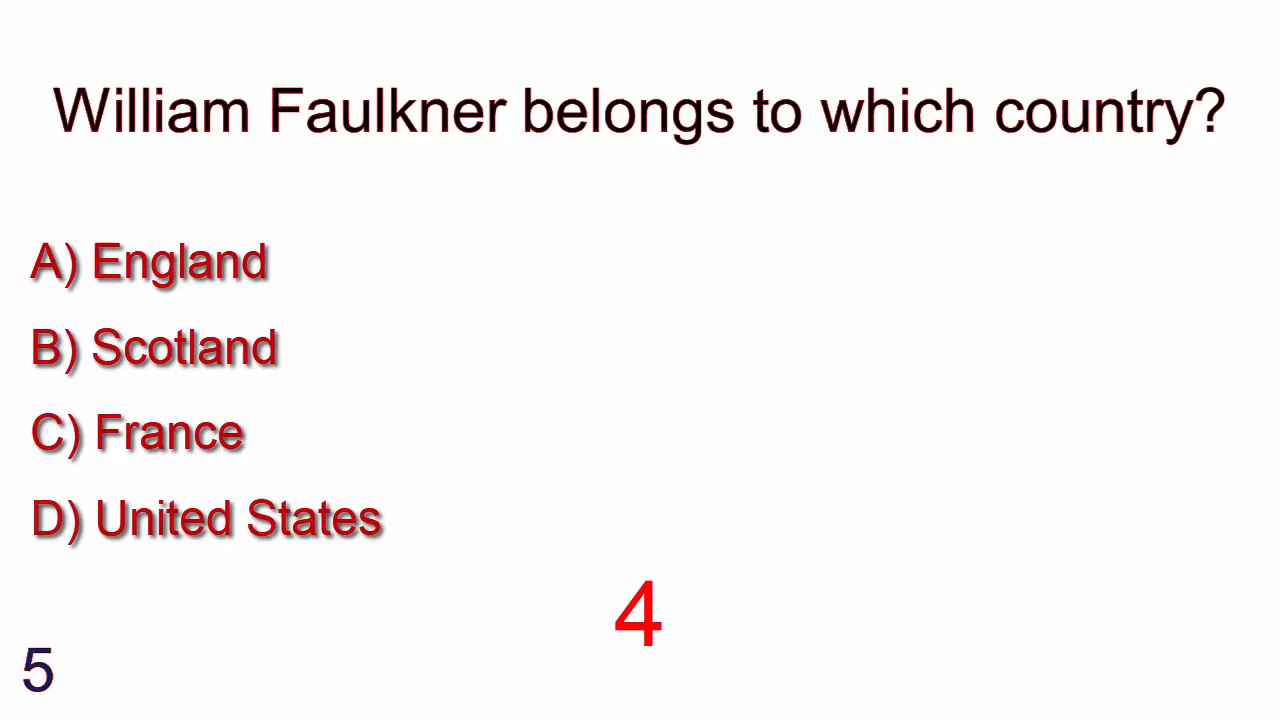 William Faulkner belongs to which country?
A) England
B) Scotland
C) France
D) United States
4
5